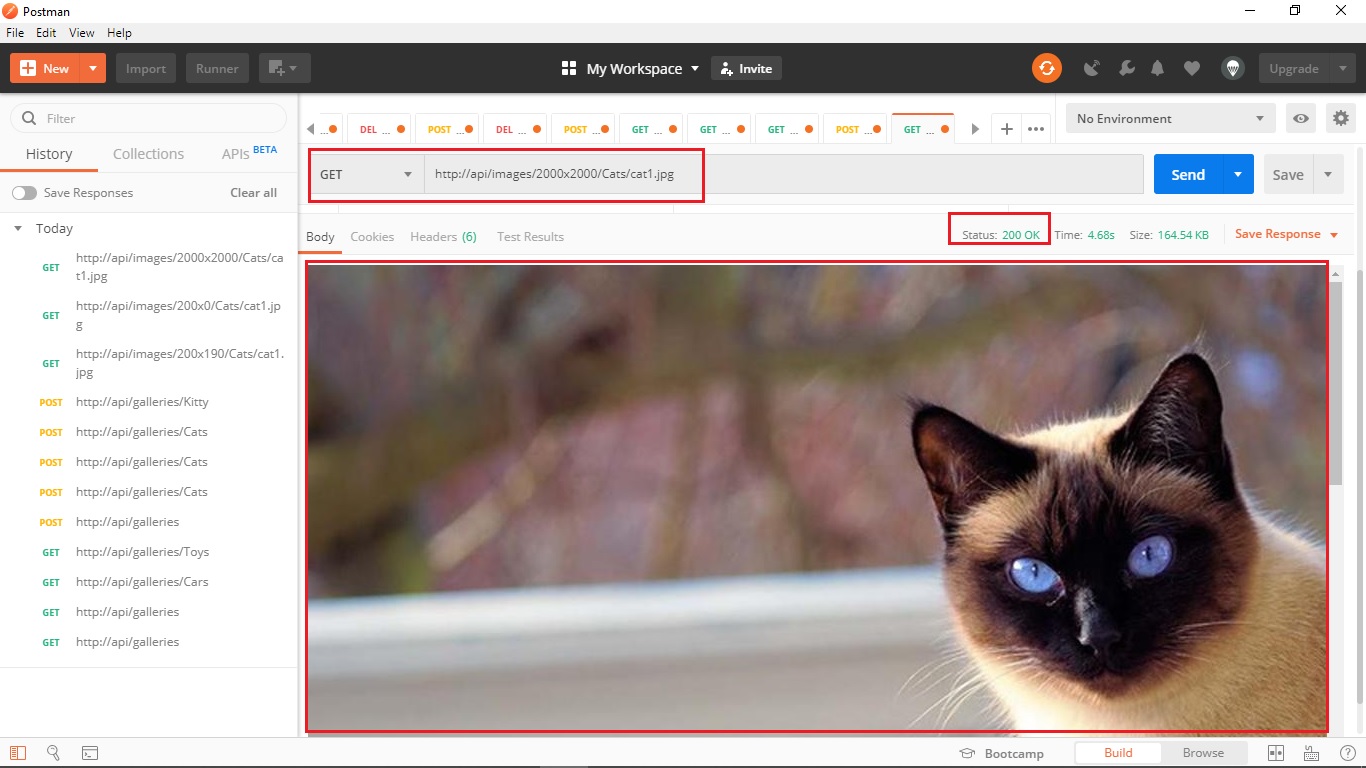 Postman
File Edit View Help
New Import Runner My Workspace Invite Upgrade
Filter
History Collections APIs BETA
Save Responses Clear all
Today
GET http://api/images/2000x2000/Cats/ca
t1.jpg
GET http://api/images/200x0/Cats/cat1.jp
g
GET http://api/images/200x190/Cats/cat1.
jpg
POST http://api/galleries/Kitty
POST http://api/galleries/Cats
POST http://api/galleries/Cats
POST http://api/galleries/Cats
POST http://api/galleries
GET http://api/galleries/Toys
GET http://api/galleries/Cars
GET http://api/galleries
GET http://api/galleries
... DEL ... POST ... DEL ... POST ... GET ... GET ... GET ... POST ... GET ...
No Environment
GET http://api/images/2000x2000/Cats/cat1.jpg Send Save
Body Cookies Headers (6) Test Results Status: 200 OK Time: 4.68s Size: 164.54 KB Save Response
Bootcamp Build Browse